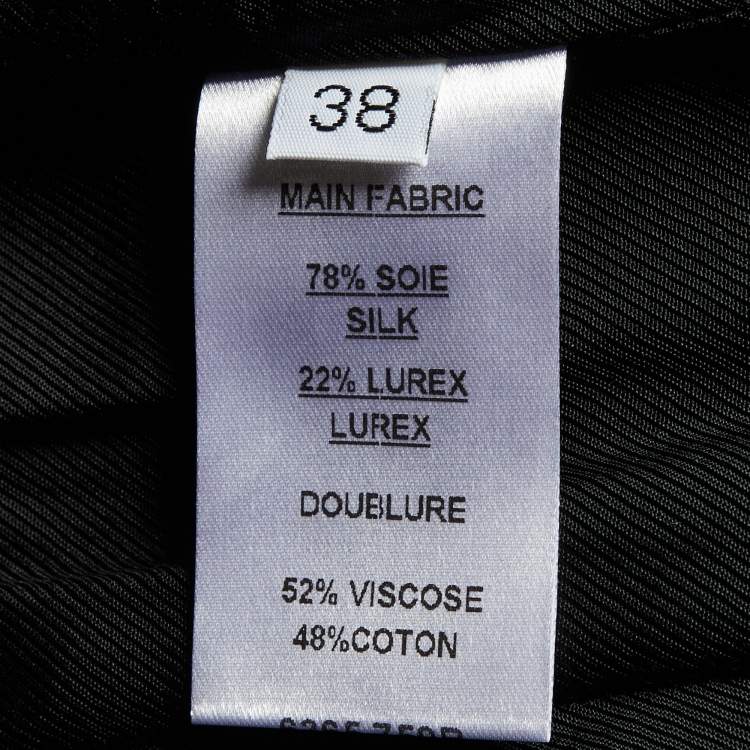 38
MAIN FABRIC
78% SOIE
SILK
22% LUREX
LUREX
DOUBLURE
52% VISCOSE
48%COTON